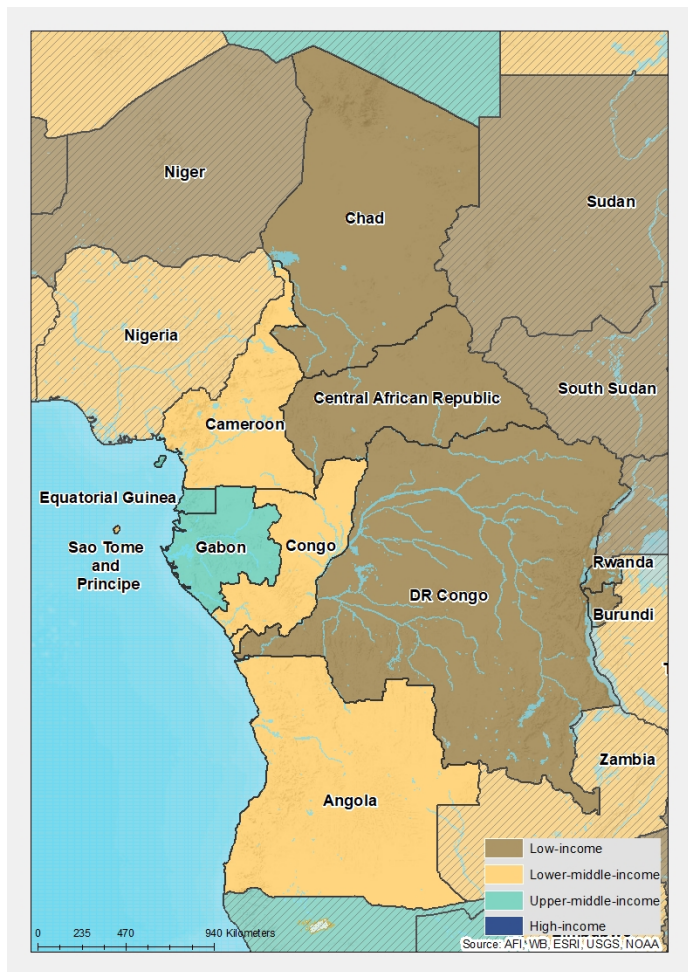 Niger
Sudan
Chad
Nigeria
South Sudan
Central African Republic
Cameroon
Equatorial Guinea
Sao Tome
and
Principe
Gabon
Congo
Rwanda
DR Congo
Burundi
Zambia
Angola
Low-income
Lower-middle-income
Upper-middle-income
High-income
0 235 470 940 Kilometers
Source: AFI, WB, ESRI, USGS, NOAA